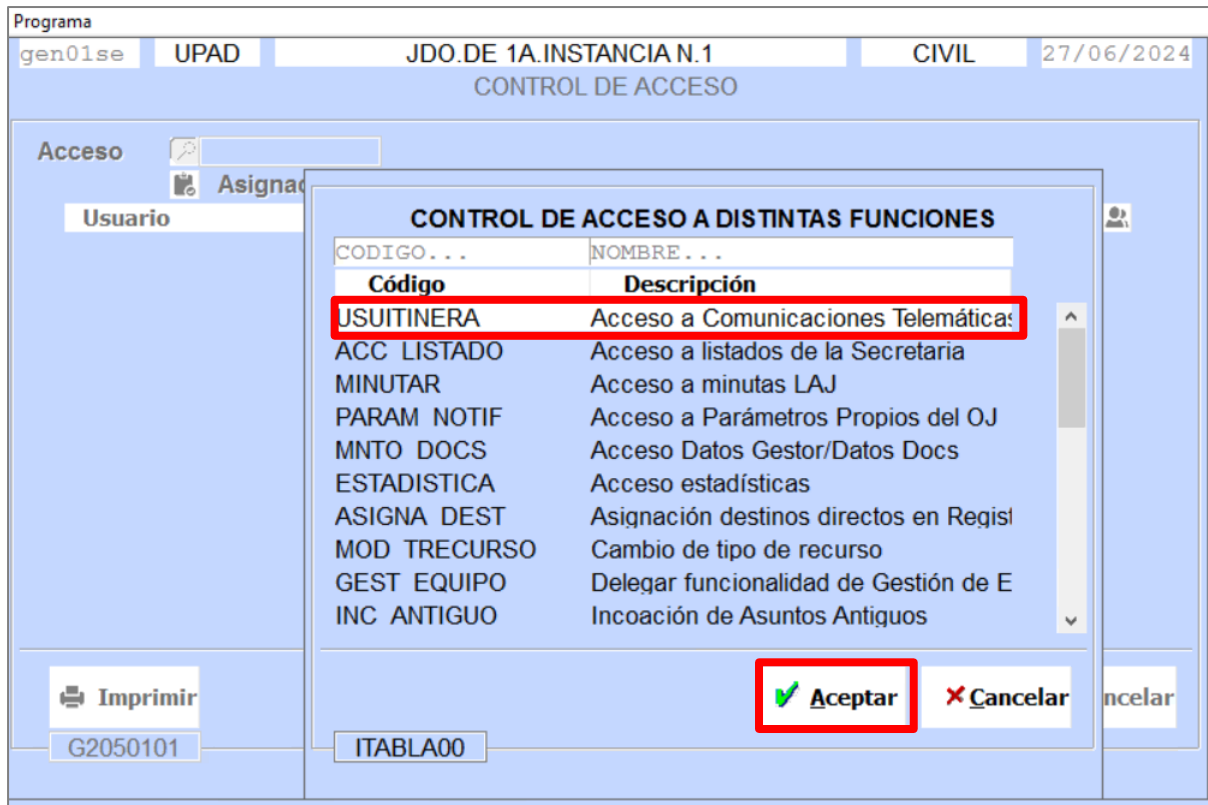 Programa
gen01se UPAD JDO.DE 1A.INSTANCIA N.1 CIVIL 27/06/2024
CONTROL DE ACCESO
Acceso
Asignad
Usuario
CONTROL DE ACCESO A DISTINTAS FUNCIONES
CODIGO... NOMBRE...
Código Descripción
USUITINERA Acceso a Comunicaciones Telemáticas
ACC LISTADO Acceso a listados de la Secretaria
MINUTAR Acceso a minutas LAJ
PARAM NOTIF Acceso a Parámetros Propios del OJ
MNTO DOCS Acceso Datos Gestor/Datos Docs
ESTADISTICA Acceso estadísticas
ASIGNA DEST Asignación destinos directos en Regist
MOD TRECURSO Cambio de tipo de recurso
GEST EQUIPO Delegar funcionalidad de Gestión de E
INC ANTIGUO Incoación de Asuntos Antiguos
Imprimir Aceptar Cancelar ncelar
G2050101 ITABLA00